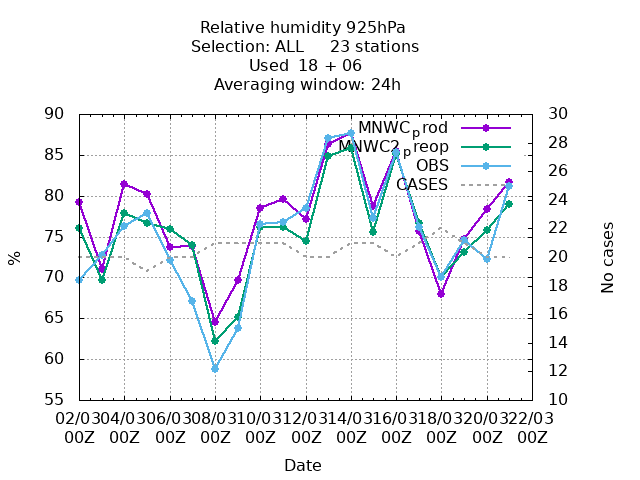 Relative humidity 925hPa
Selection: ALL 23 stations
Used 18 + 06
Averaging window: 24h
90
85
80
75
70
65
60
55
%
30
28
26
24
22
20
18
16
14
12
10
No cases
MNWCprod
MNWC2preop
OBS
CASES
02/03 04/03 06/03 08/03 10/03 12/03 14/03 16/03 18/03 20/03 22/03
00Z 00Z 00Z 00Z 00Z 00Z 00Z 00Z 00Z 00Z 00Z
Date